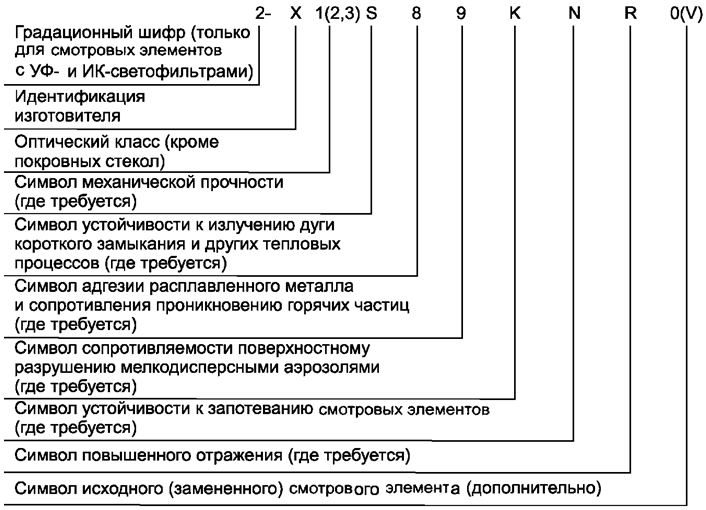 2- X 1(2,3) S 8 9 K N R 0(V)
Градационный шифр (только
для смотровых элементов
с УФ- и ИК-светофильтрами)
Идентификация
изготовителя
Оптический класс (кроме
покровных стекол)
Символ механической прочности
(где требуется)
Символ устойчивости к излучению дуги
короткого замыкания и других тепловых
процессов (где требуется)
Символ адгезии расплавленного металла
и сопротивления проникновению горячих частиц
(где требуется)
Символ сопротивляемости поверхностному
разрушению мелкодисперсными аэрозолями
(где требуется)
Символ устойчивости к запотеванию смотровых элементов
(где требуется)
Символ повышенного отражения (где требуется)
Символ исходного (замененного) смотрового элемента (дополнительно)